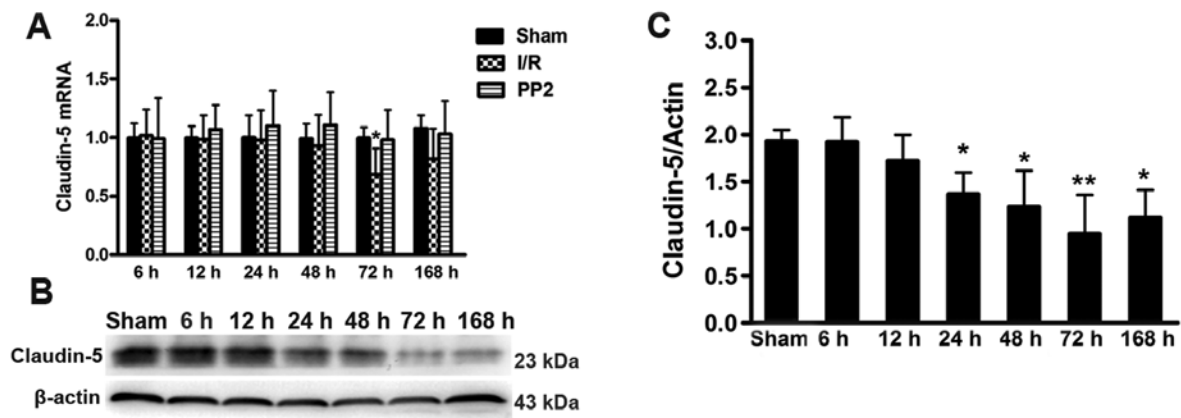 A
Claudin-5 mRNA
2.0
1.5
1.0
0.5
0.0
*
6 h 12 h 24 h 48 h 72 h 168 h
Sham
I/R
PP2
B
Sham 6 h 12 h 24 h 48 h 72 h 168 h
Claudin-5 23 kDa
β-actin 43 kDa
C
Claudin-5/Actin
3.0
2.5
2.0
1.5
1.0
0.5
0.0
* * ** *
Sham 6 h 12 h 24 h 48 h 72 h 168 h